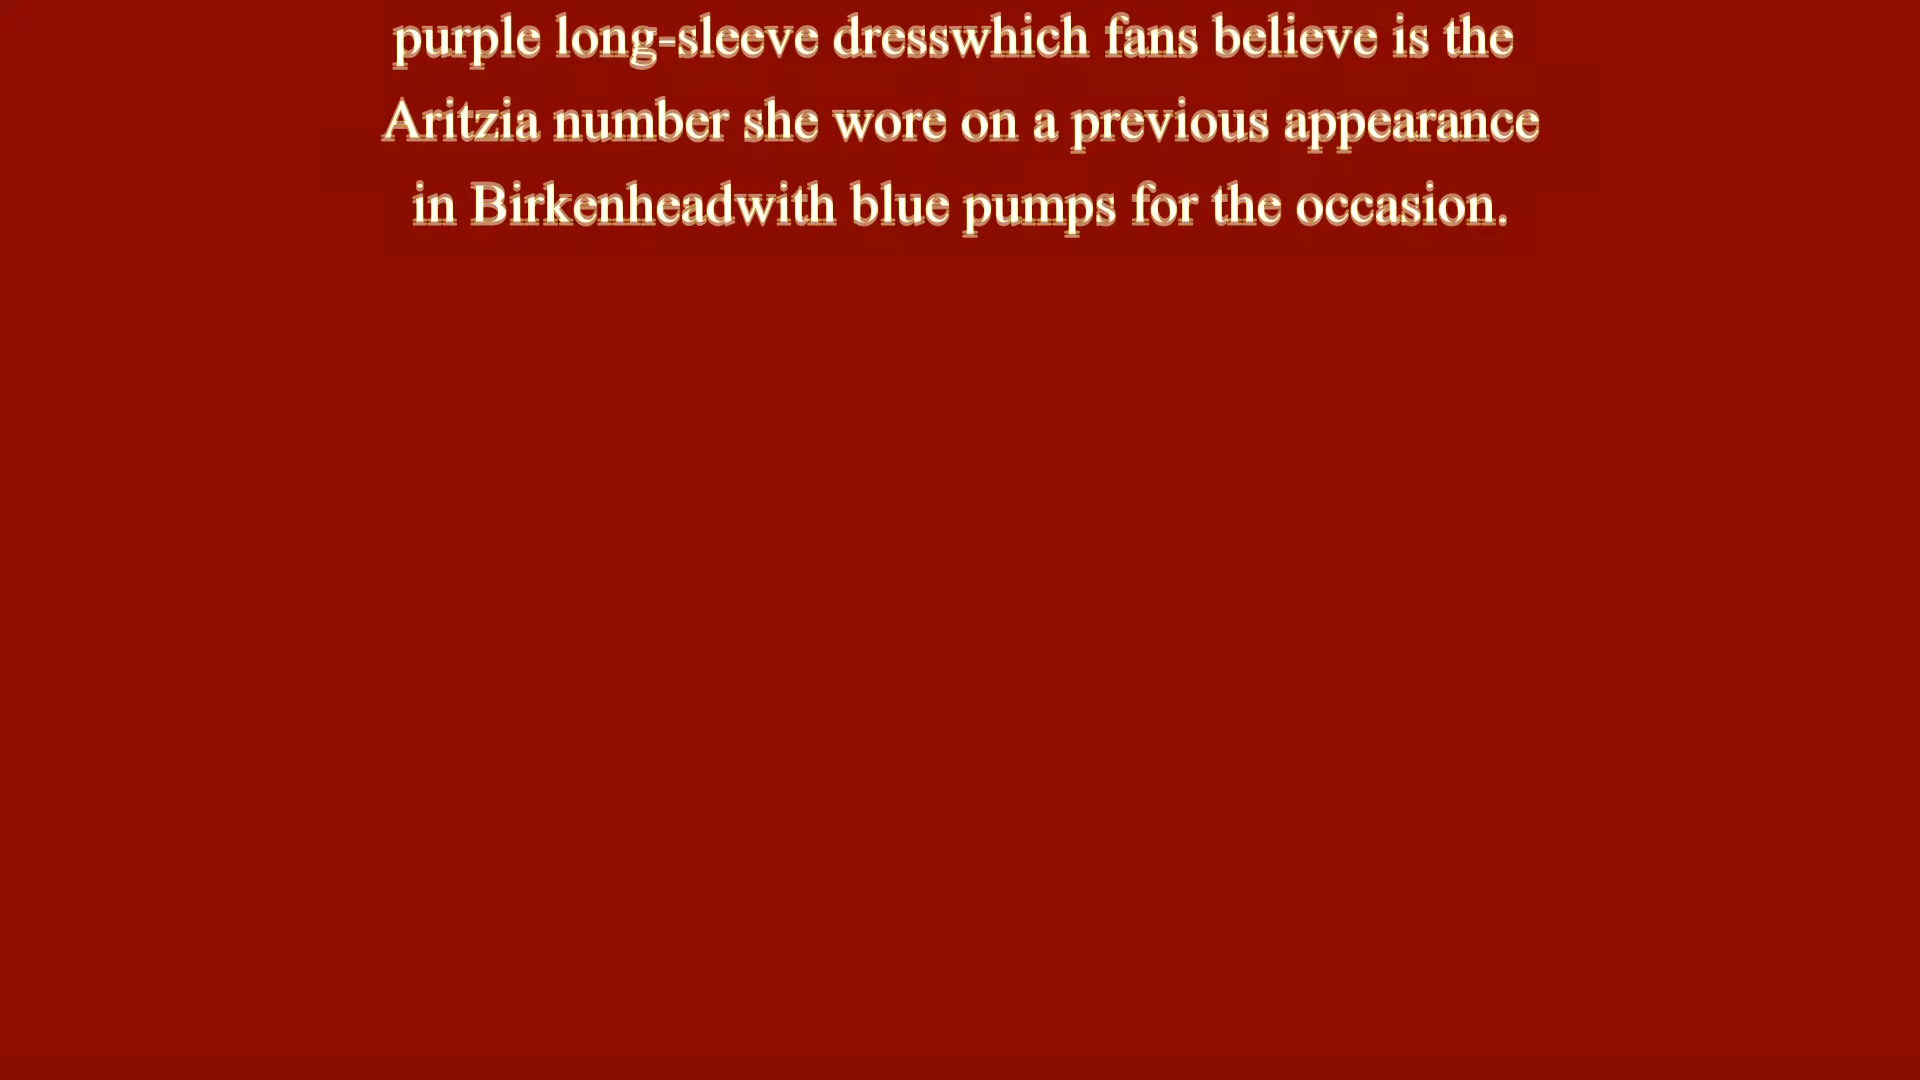 purple long-sleeve dresswhich fans believe is the
Aritzia number she wore on a previous appearance
in Birkenheadwith blue pumps for the occasion.